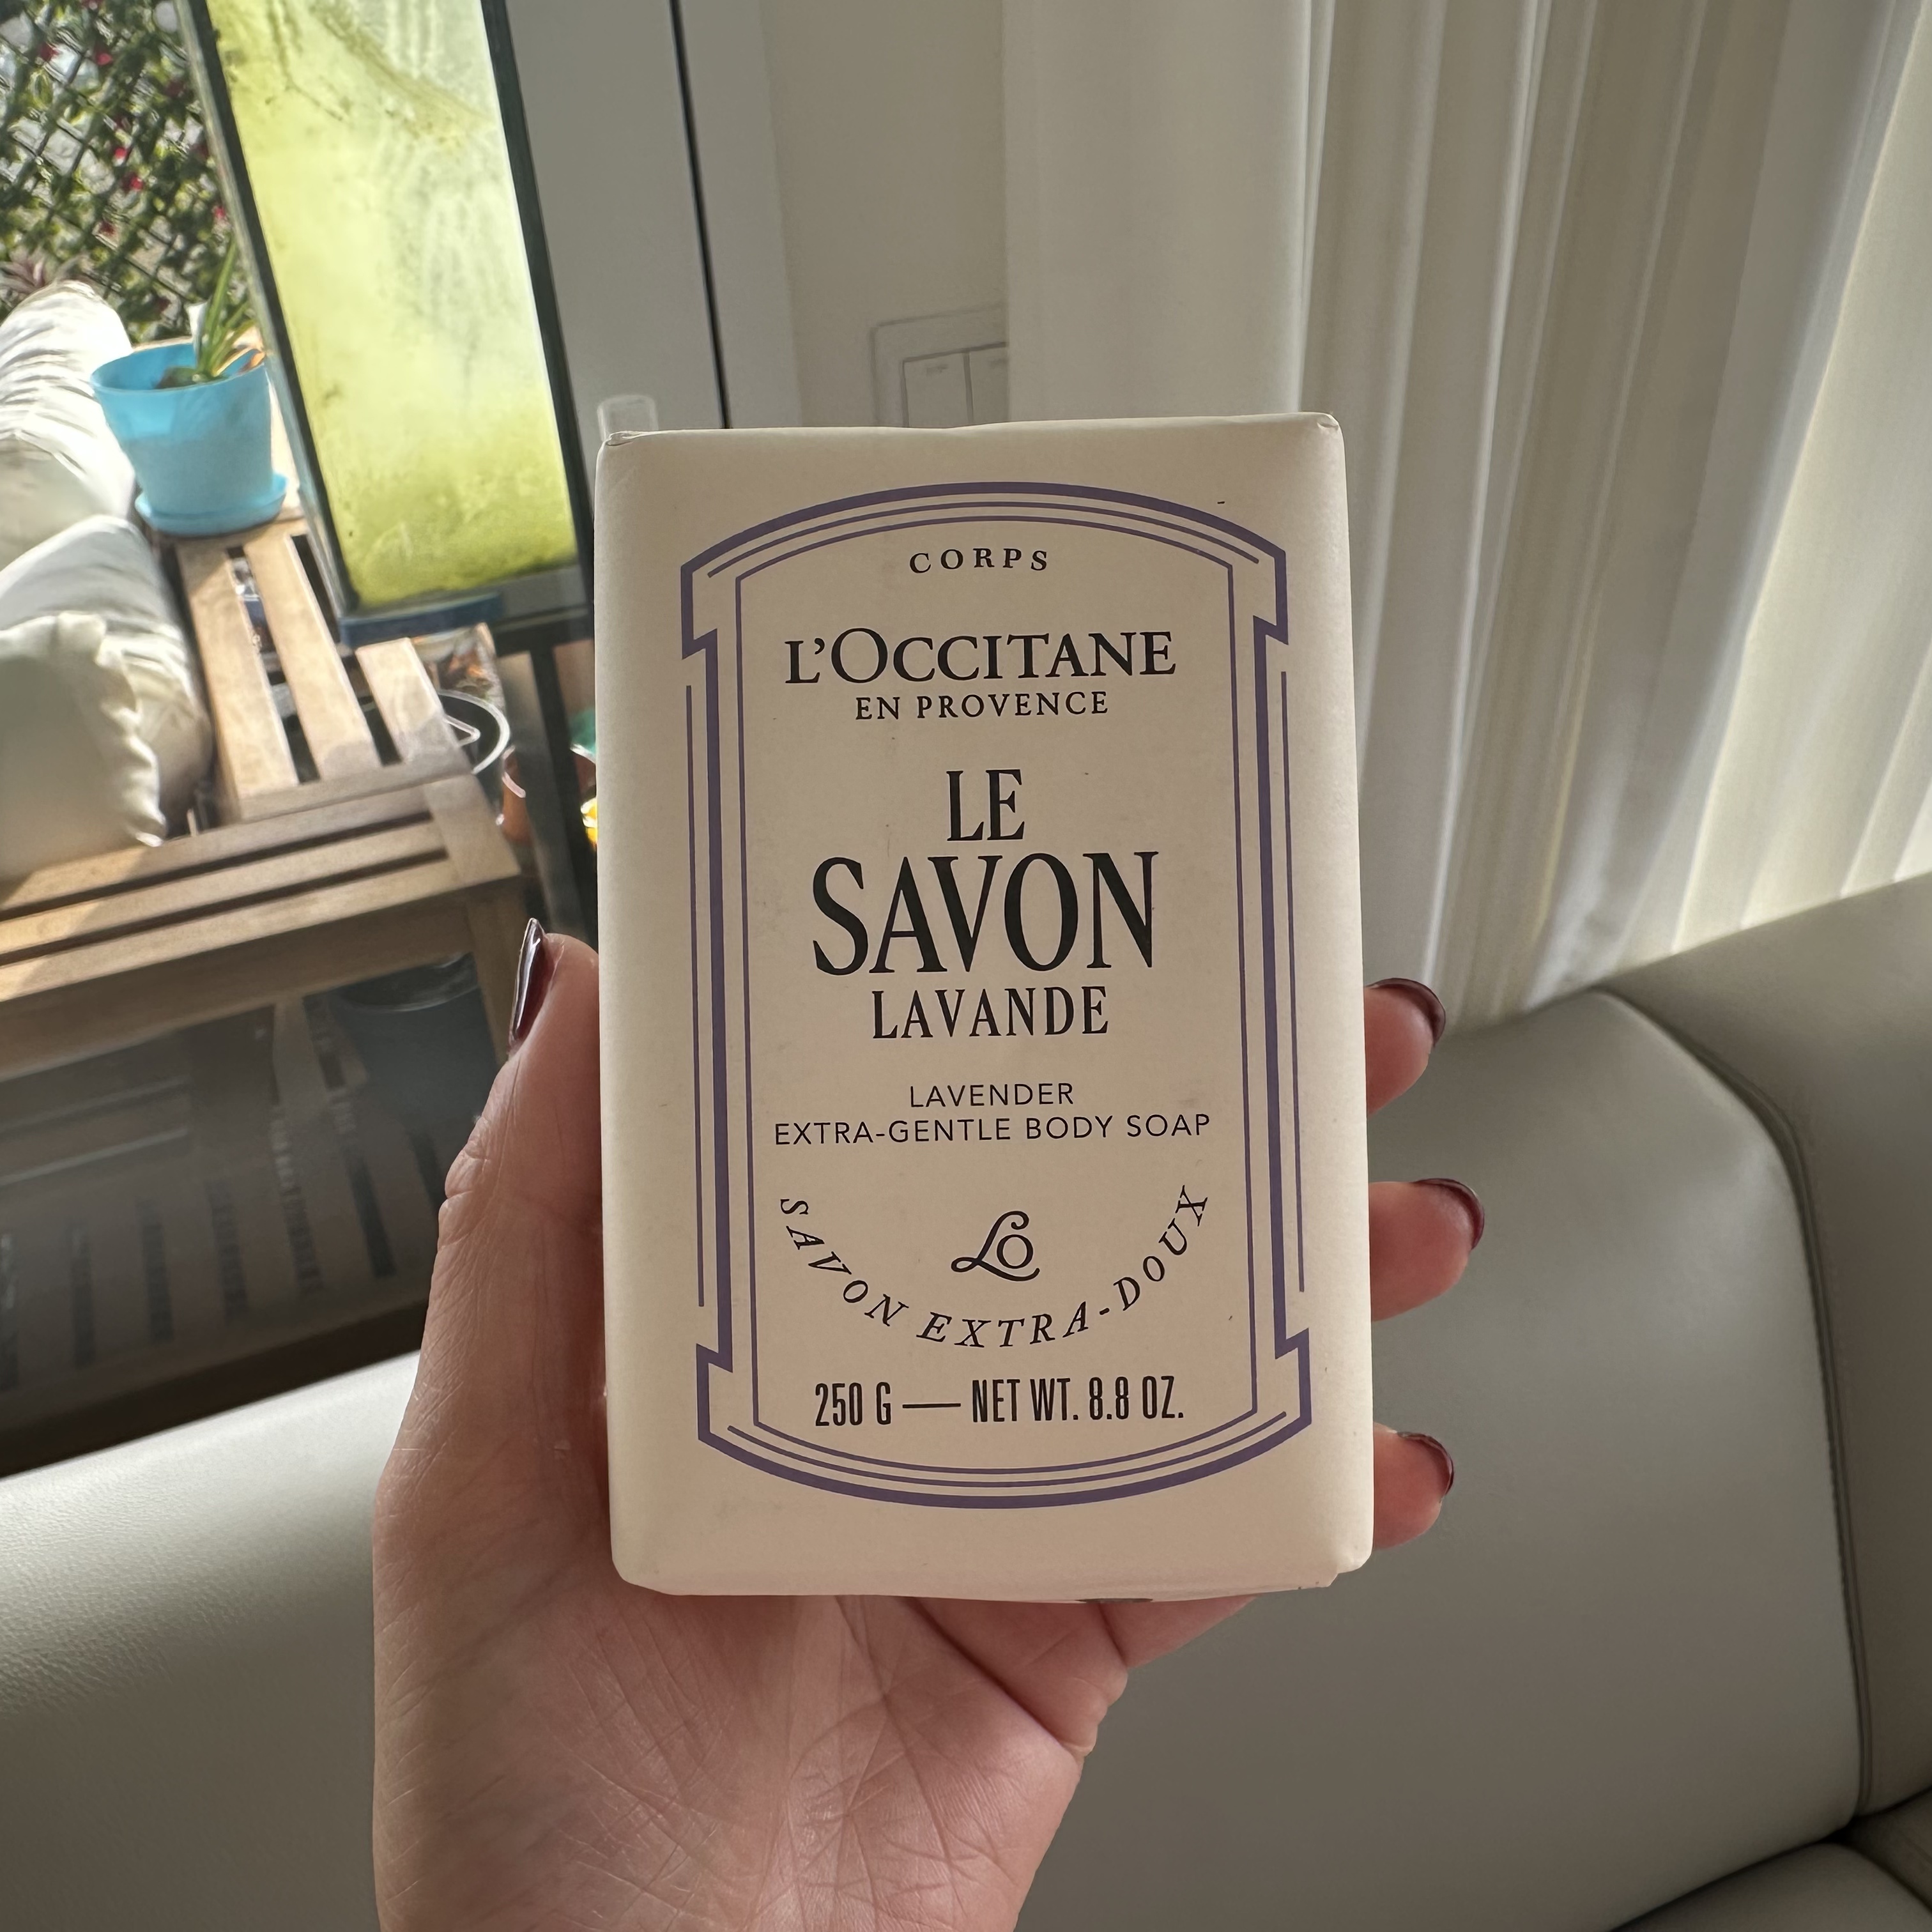 CORPS
L'OCCITANE
EN PROVENCE
LE
SAVON
LAVANDE
LAVENDER
EXTRA-GENTLE BODY SOAP
LO
SAVON EXTRA-DOUX
250 G — NET WT. 8.8 OZ.